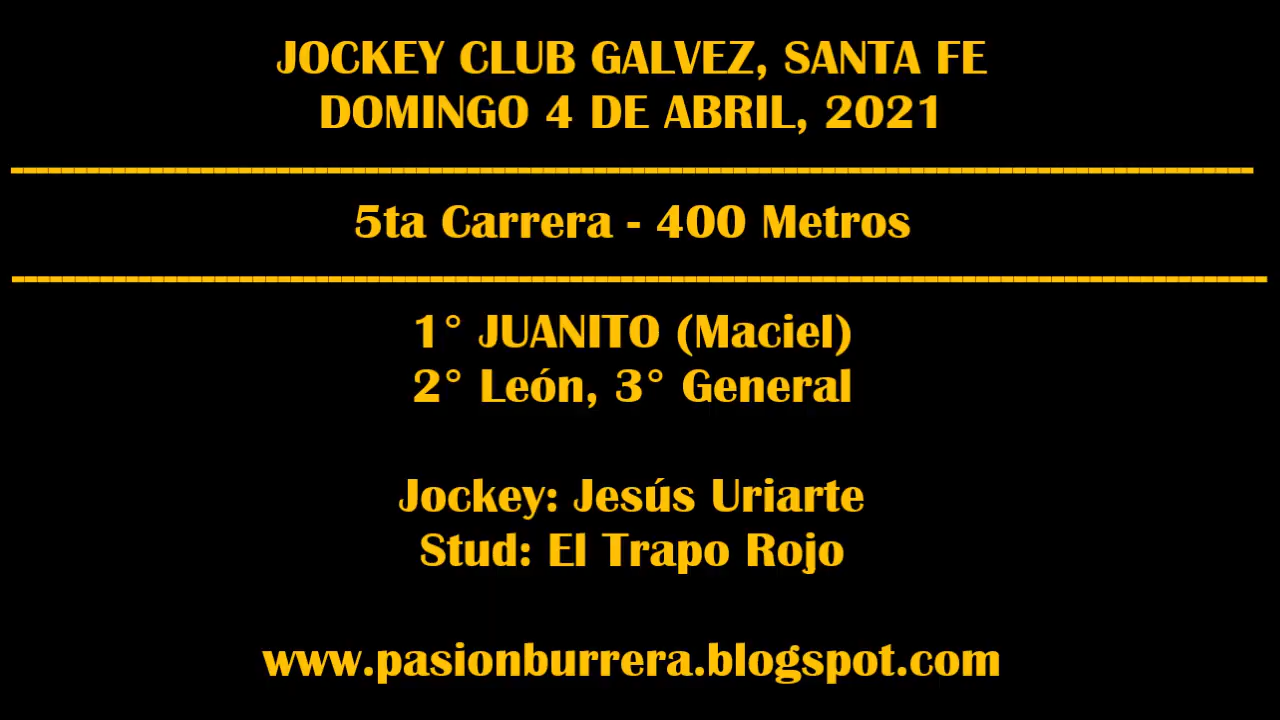 JOCKEY CLUB GALVEZ, SANTA FE
DOMINGO 4 DE ABRIL, 2021
5ta Carrera - 400 Metros
1° JUANITO (Maciel)
2° León, 3° General
Jockey: Jesús Uriarte
Stud: El Trapo Rojo
www.pasionburrera.blogspot.com